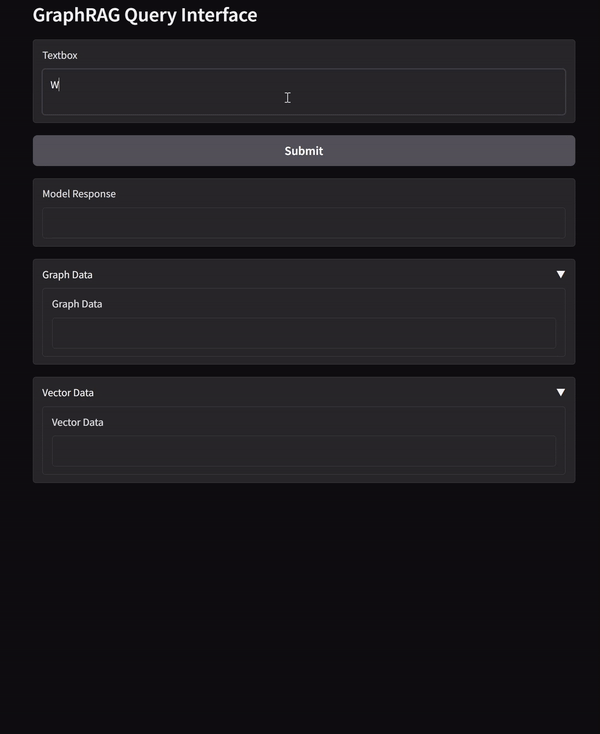 GraphRAG Query Interface
Textbox
W
Submit
Model Response
Graph Data
Graph Data
Vector Data
Vector Data